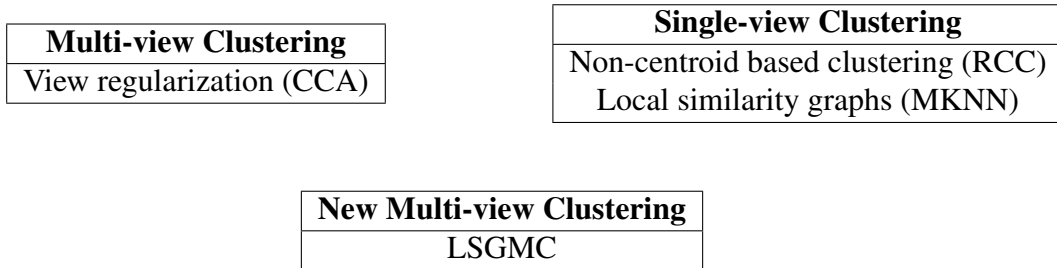 Multi-view Clustering
View regularization (CCA)
Single-view Clustering
Non-centroid based clustering (RCC)
Local similarity graphs (MKNN)
New Multi-view Clustering
LSGMC